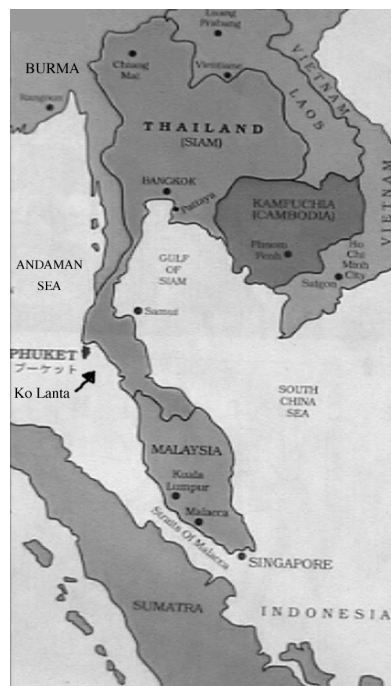 Luang
Prabang
Chiang
Mai
Vientiane
BURMA
Rangoon
VIETNAM
LAOS
THAILAND
(SIAM)
BANGKOK
Pattaya
KAMPUCHIA
(CAMBODIA)
VIETNAM
Phnom
Penh
Ho
Chi
Minh
City
Saigon
GULF
OF
SIAM
ANDAMAN
SEA
Samui
PHUKET
プーケット
Ko Lanta
SOUTH
CHINA
SEA
MALAYSIA
Kuala
Lumpur
Malacca
Straits Of Malacca
SINGAPORE
SUMATRA
INDONESIA